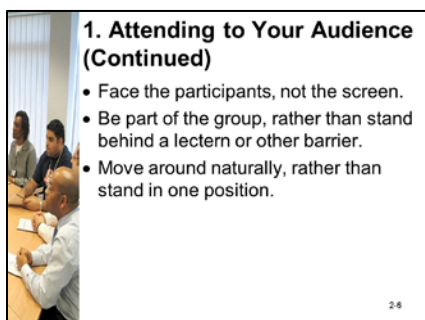 1. Attending to Your Audience
(Continued)
• Face the participants, not the screen.
• Be part of the group, rather than stand
behind a lectern or other barrier.
• Move around naturally, rather than
stand in one position.
2-6